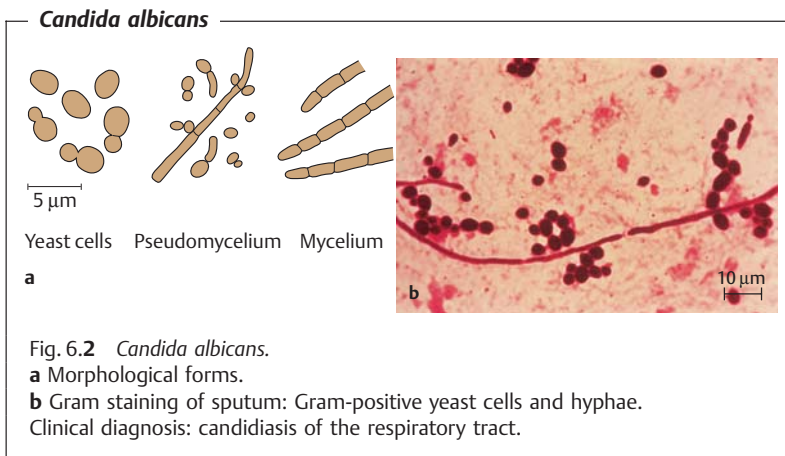 Candida albicans
5 μm
Yeast cells Pseudomycelium Mycelium
a
b
10 μm
Fig. 6.2 Candida albicans.
a Morphological forms.
b Gram staining of sputum: Gram-positive yeast cells and hyphae.
Clinical diagnosis: candidiasis of the respiratory tract.